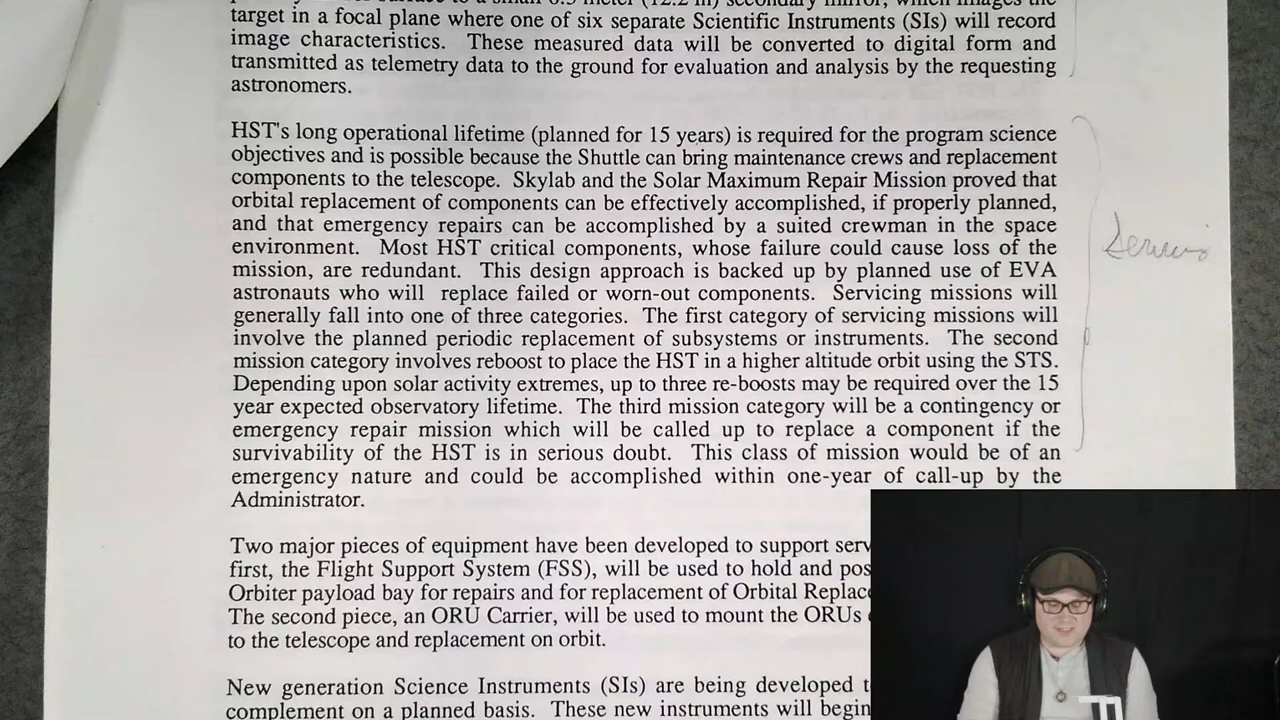 target in a focal plane where one of six separate Scientific Instruments (SIs) will record
image characteristics. These measured data will be converted to digital form and
transmitted as telemetry data to the ground for evaluation and analysis by the requesting
astronomers.
HST's long operational lifetime (planned for 15 years) is required for the program science
objectives and is possible because the Shuttle can bring maintenance crews and replacement
components to the telescope. Skylab and the Solar Maximum Repair Mission proved that
orbital replacement of components can be effectively accomplished, if properly planned,
and that emergency repairs can be accomplished by a suited crewman in the space
environment. Most HST critical components, whose failure could cause loss of the
mission, are redundant. This design approach is backed up by planned use of EVA
astronauts who will replace failed or worn-out components. Servicing missions will
generally fall into one of three categories. The first category of servicing missions will
involve the planned periodic replacement of subsystems or instruments. The second
mission category involves reboost to place the HST in a higher altitude orbit using the STS.
Depending upon solar activity extremes, up to three re-boosts may be required over the 15
year expected observatory lifetime. The third mission category will be a contingency or
emergency repair mission which will be called up to replace a component if the
survivability of the HST is in serious doubt. This class of mission would be of an
emergency nature and could be accomplished within one-year of call-up by the
Administrator.
Two major pieces of equipment have been developed to support serv
first, the Flight Support System (FSS), will be used to hold and pos
Orbiter payload bay for repairs and for replacement of Orbital Replac
The second piece, an ORU Carrier, will be used to mount the ORUs
to the telescope and replacement on orbit.
New generation Science Instruments (SIs) are being developed t
complement on a planned basis. These new instruments will begin